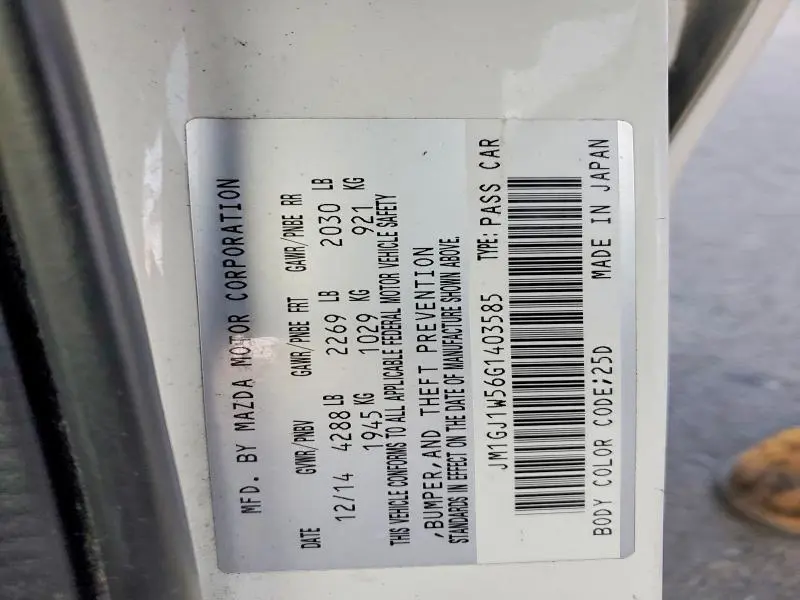 MFD. BY MAZDA MOTOR CORPORATION
DATE GVWR/PNBV GAWR/PNBE FRT GAWR/PNBE RR
12/14 4288 LB 2269 LB 2030 LB
1945 KG 1029 KG 921 KG
THIS VEHICLE CONFORMS TO ALL APPLICABLE FEDERAL MOTOR VEHICLE SAFETY
,BUMPER, AND THEFT PREVENTION
STANDARDS IN EFFECT ON THE DATE OF MANUFACTURE SHOWN ABOVE.
JM1GJ1W56G1403585 TYPE: PASS CAR
BODY COLOR CODE;25D MADE IN JAPAN